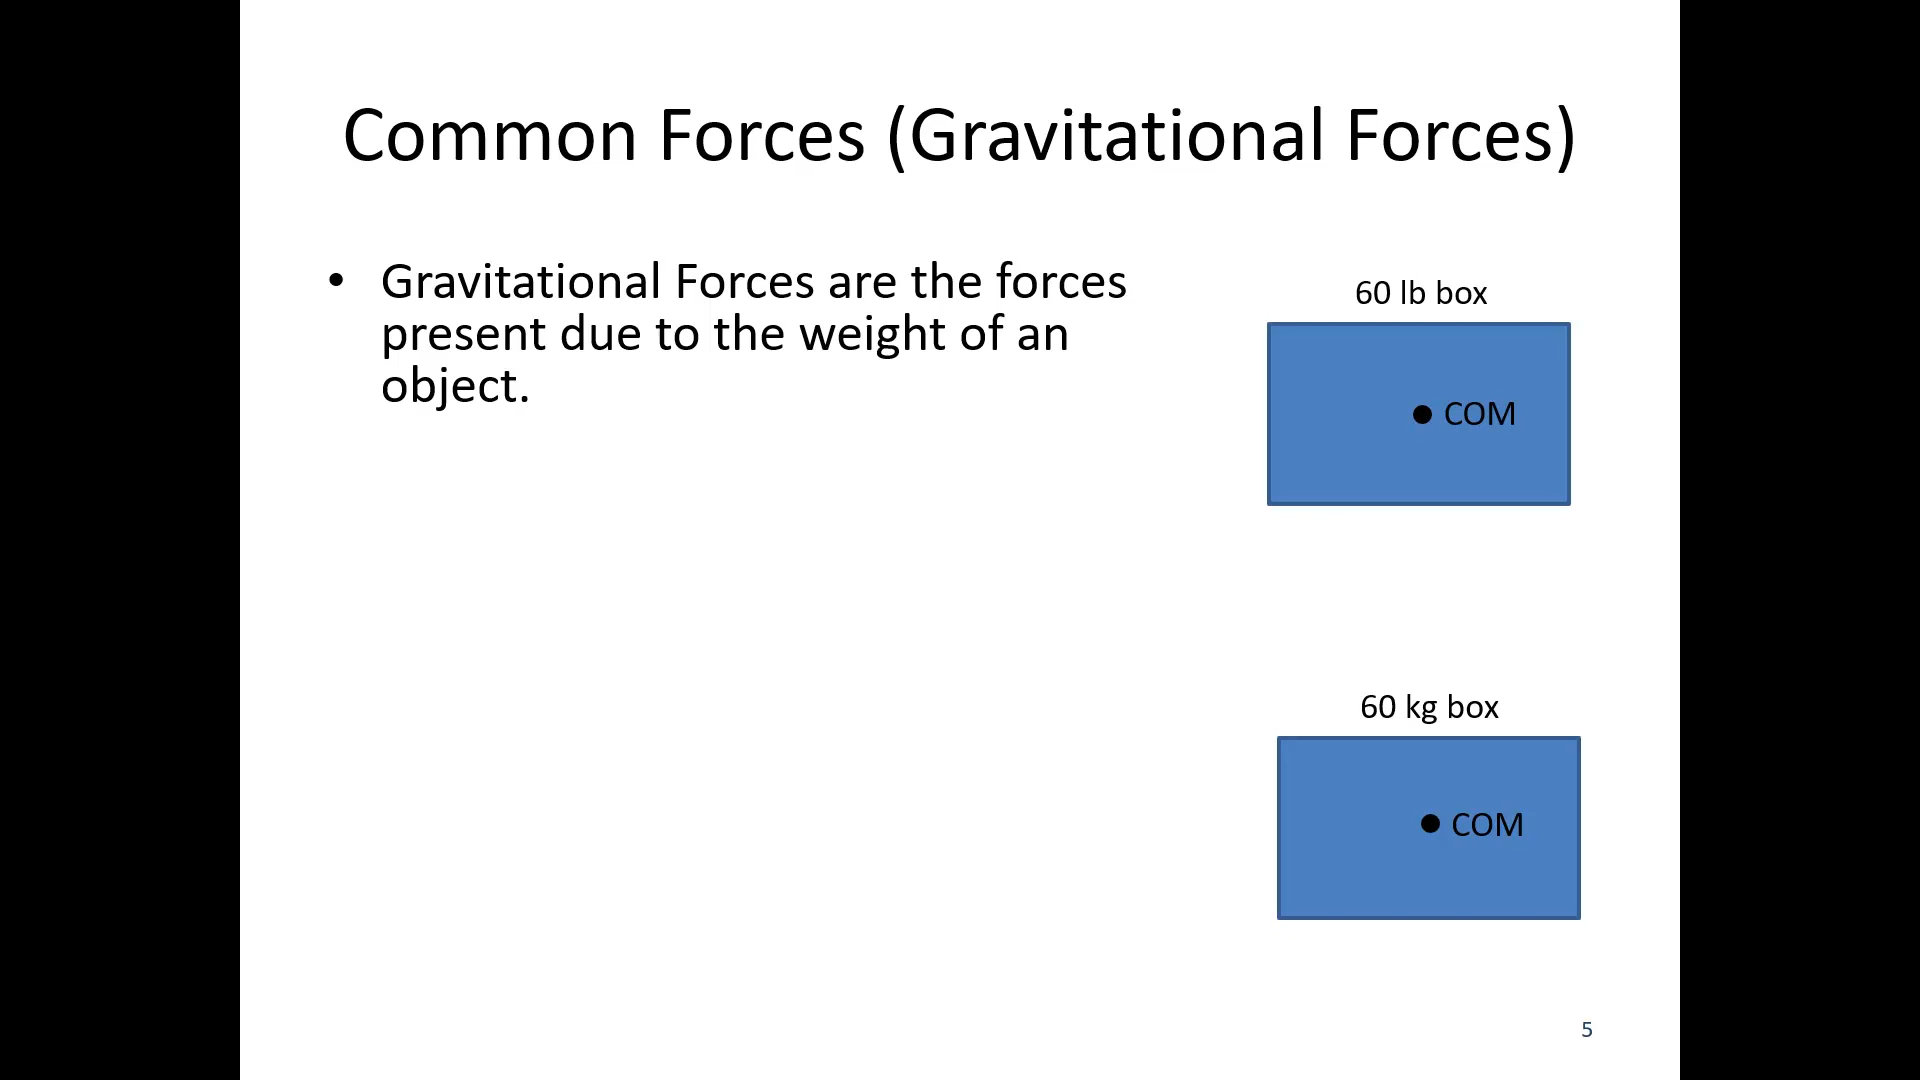 Common Forces (Gravitational Forces)
• Gravitational Forces are the forces
present due to the weight of an
object.
60 lb box
COM
60 kg box
COM
5